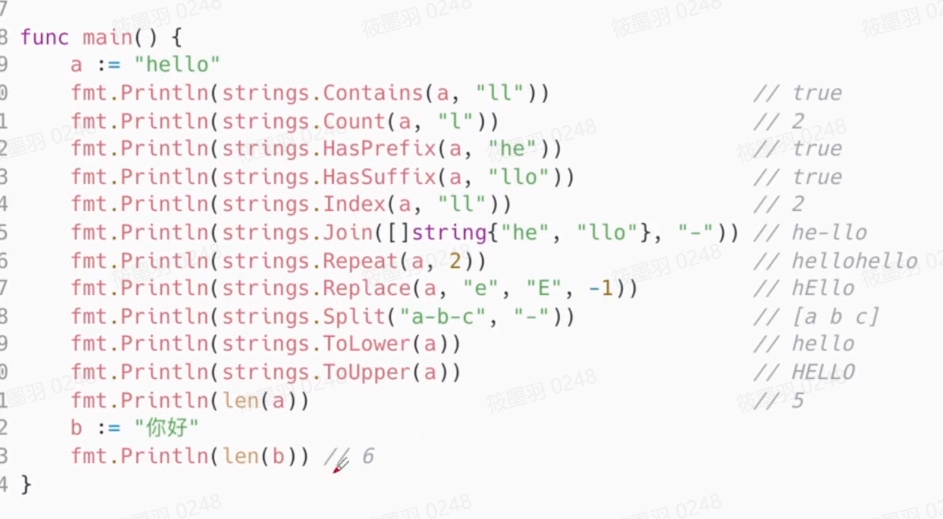 7
8 func main() {
9     a := "hello"
0     fmt.Println(strings.Contains(a, "ll"))                // true
1     fmt.Println(strings.Count(a, "l"))                    // 2
2     fmt.Println(strings.HasPrefix(a, "he"))               // true
3     fmt.Println(strings.HasSuffix(a, "llo"))              // true
4     fmt.Println(strings.Index(a, "ll"))                   // 2
5     fmt.Println(strings.Join([]string{"he", "llo"}, "-")) // he-llo
6     fmt.Println(strings.Repeat(a, 2))                     // hellohello
7     fmt.Println(strings.Replace(a, "e", "E", -1))         // hEllo
8     fmt.Println(strings.Split("a-b-c", "-"))              // [a b c]
9     fmt.Println(strings.ToLower(a))                       // hello
0     fmt.Println(strings.ToUpper(a))                       // HELLO
1     fmt.Println(len(a))                                   // 5
2     b := "你好"
3     fmt.Println(len(b)) // 6
4 }
筱墨羽 0248